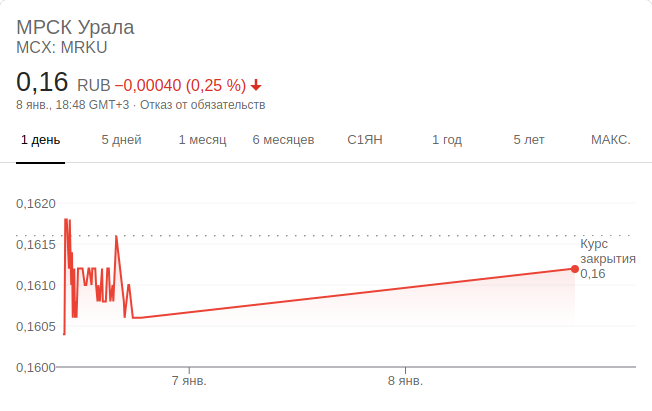 МРСК Урала
MCX: MRKU
0,16 RUB −0,00040 (0,25 %)
8 янв., 18:48 GMT+3 · Отказ от обязательств
1 день 5 дней 1 месяц 6 месяцев С1ЯН 1 год 5 лет МАКС.
0,1620
0,1615
0,1610
0,1605
0,1600
Курс
закрытия
0,16
7 янв. 8 янв.